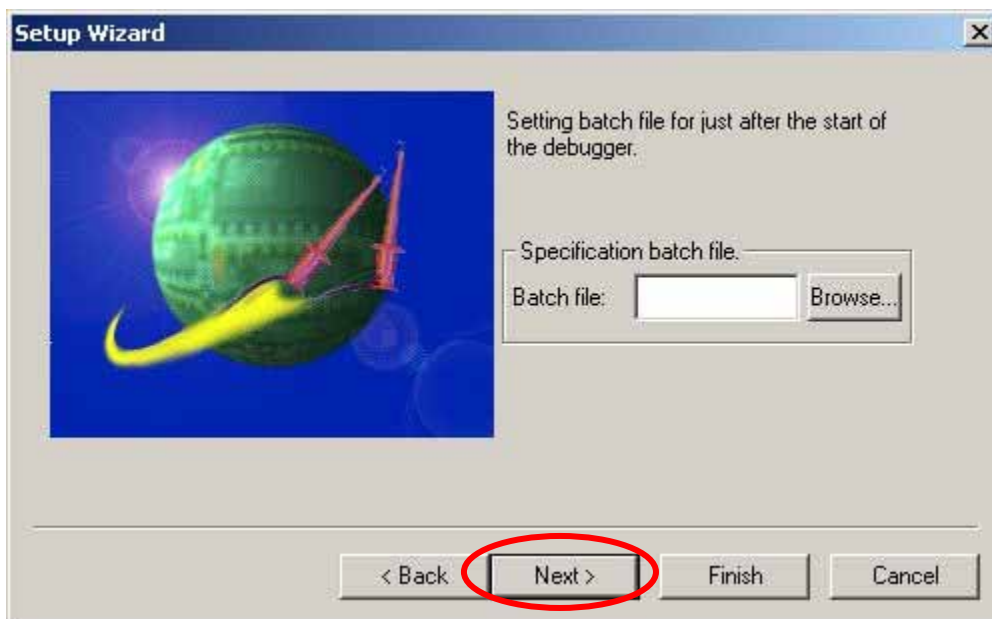 Setup Wizard
Setting batch file for just after the start of
the debugger.
Specification batch file.
Batch file:
Browse...
< Back
Next >
Finish
Cancel